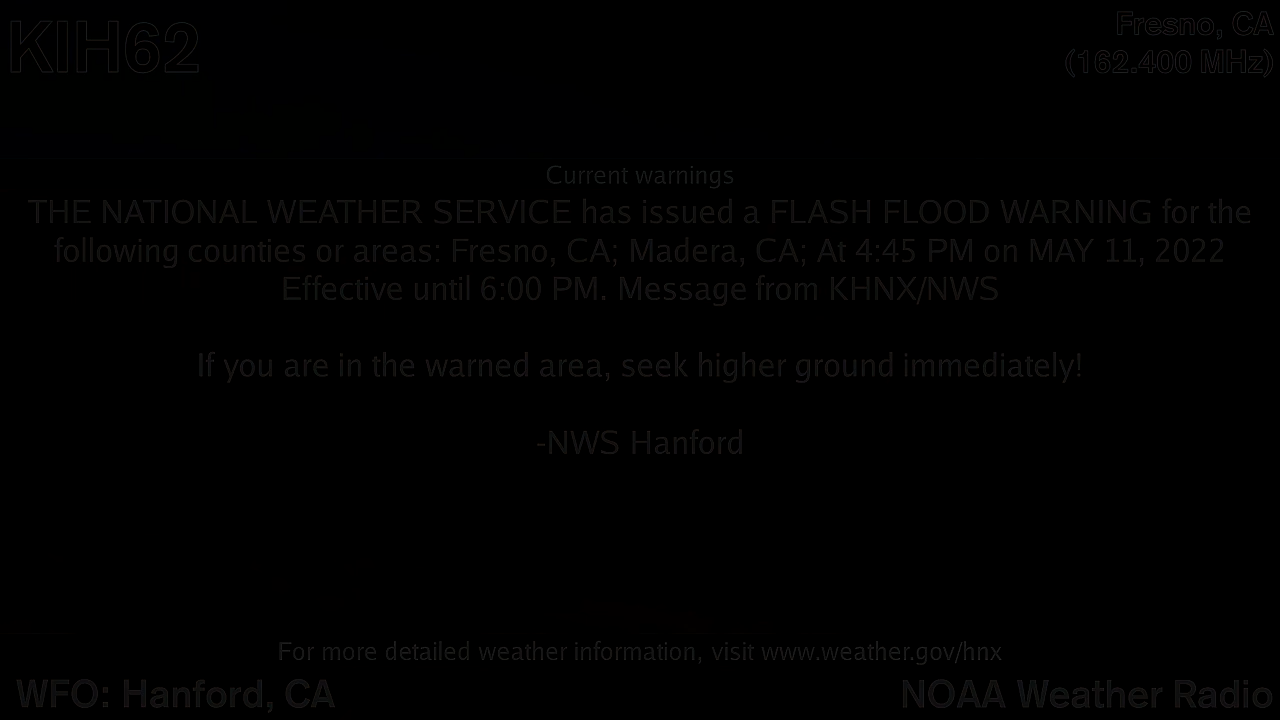 KIH62
Fresno, CA
(162.400 MHz)
Current warnings
THE NATIONAL WEATHER SERVICE has issued a FLASH FLOOD WARNING for the
following counties or areas: Fresno, CA; Madera, CA; At 4:45 PM on MAY 11, 2022
Effective until 6:00 PM. Message from KHNX/NWS
If you are in the warned area, seek higher ground immediately!
-NWS Hanford
For more detailed weather information, visit www.weather.gov/hnx
WFO: Hanford, CA
NOAA Weather Radio